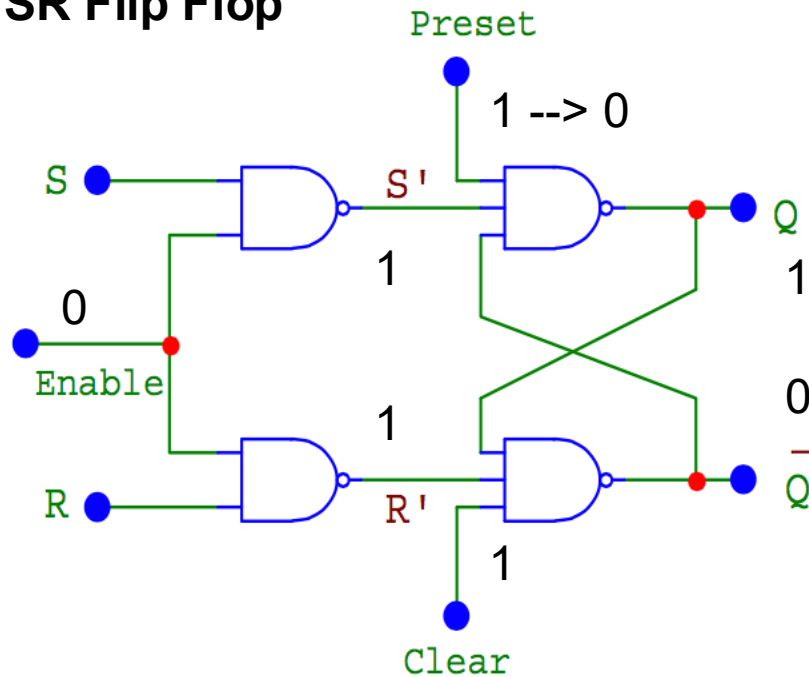 SR Flip Flop
Preset
1 --> 0
S
S'
Q
1
1
0
Enable
0
1
R
R'
Q
1
Clear